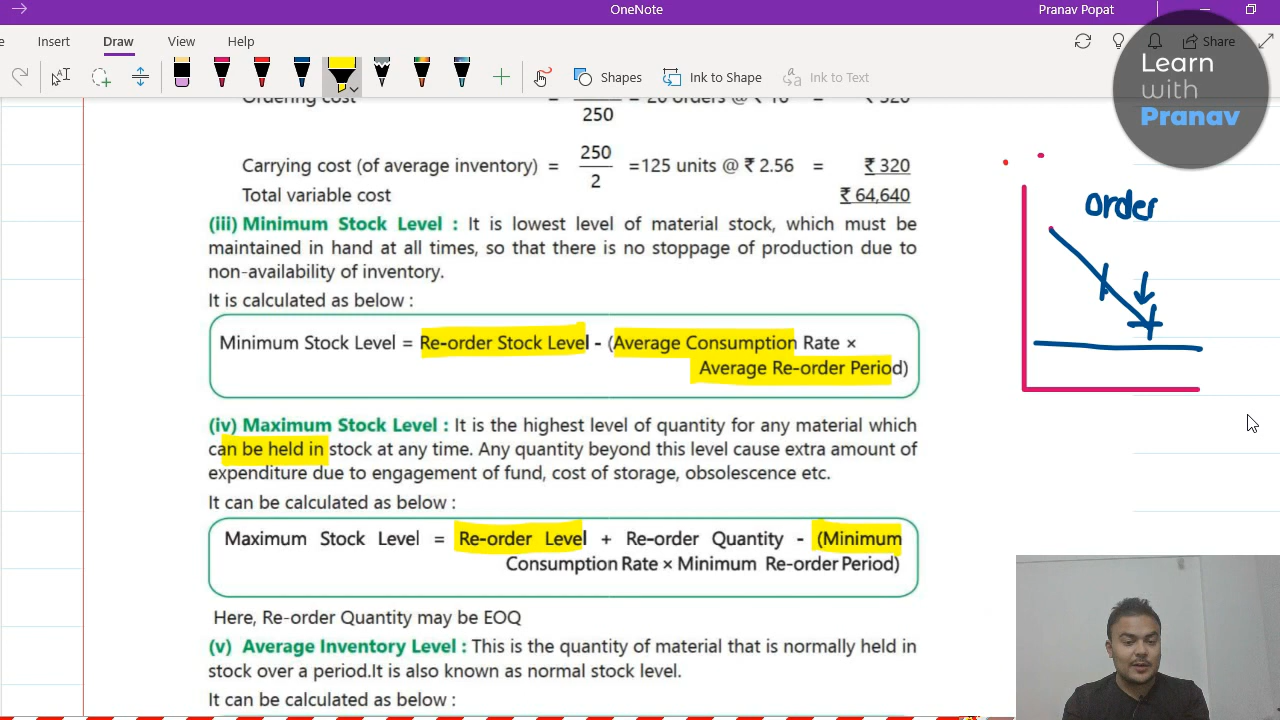 OneNote
Pranav Popat
Insert Draw View Help
Share
Shapes Ink to Shape Ink to Text
Learn
with
Pranav
Ordering cost = = 20 orders @ ₹ 16 = ₹ 320
250
Carrying cost (of average inventory) = 250/2 =125 units @ ₹ 2.56 = ₹ 320
Total variable cost ₹ 64,640
order
(iii) Minimum Stock Level : It is lowest level of material stock, which must be
maintained in hand at all times, so that there is no stoppage of production due to
non-availability of inventory.
It is calculated as below :
Minimum Stock Level = Re-order Stock Level - (Average Consumption Rate ×
Average Re-order Period)
(iv) Maximum Stock Level : It is the highest level of quantity for any material which
can be held in stock at any time. Any quantity beyond this level cause extra amount of
expenditure due to engagement of fund, cost of storage, obsolescence etc.
It can be calculated as below :
Maximum Stock Level = Re-order Level + Re-order Quantity - (Minimum
Consumption Rate × Minimum Re-order Period)
Here, Re-order Quantity may be EOQ
(v) Average Inventory Level : This is the quantity of material that is normally held in
stock over a period.It is also known as normal stock level.
It can be calculated as below :